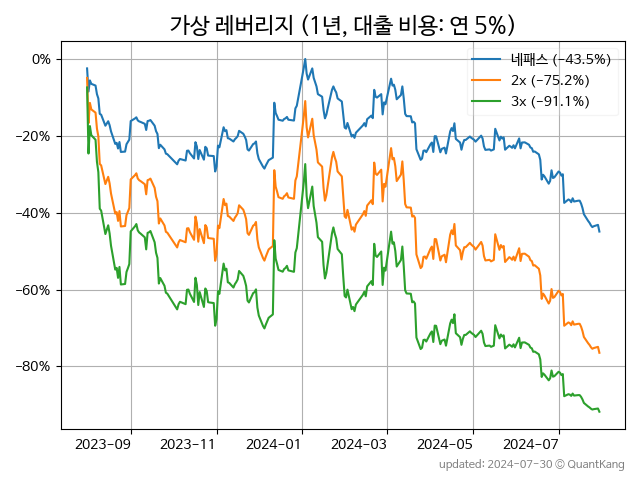 가상 레버리지 (1년, 대출 비용: 연 5%)
네패스 (−43.5%)
2x (−75.2%)
3x (−91.1%)
0%
−20%
−40%
−60%
−80%
2023-09 2023-11 2024-01 2024-03 2024-05 2024-07
updated: 2024-07-30 © QuantKang